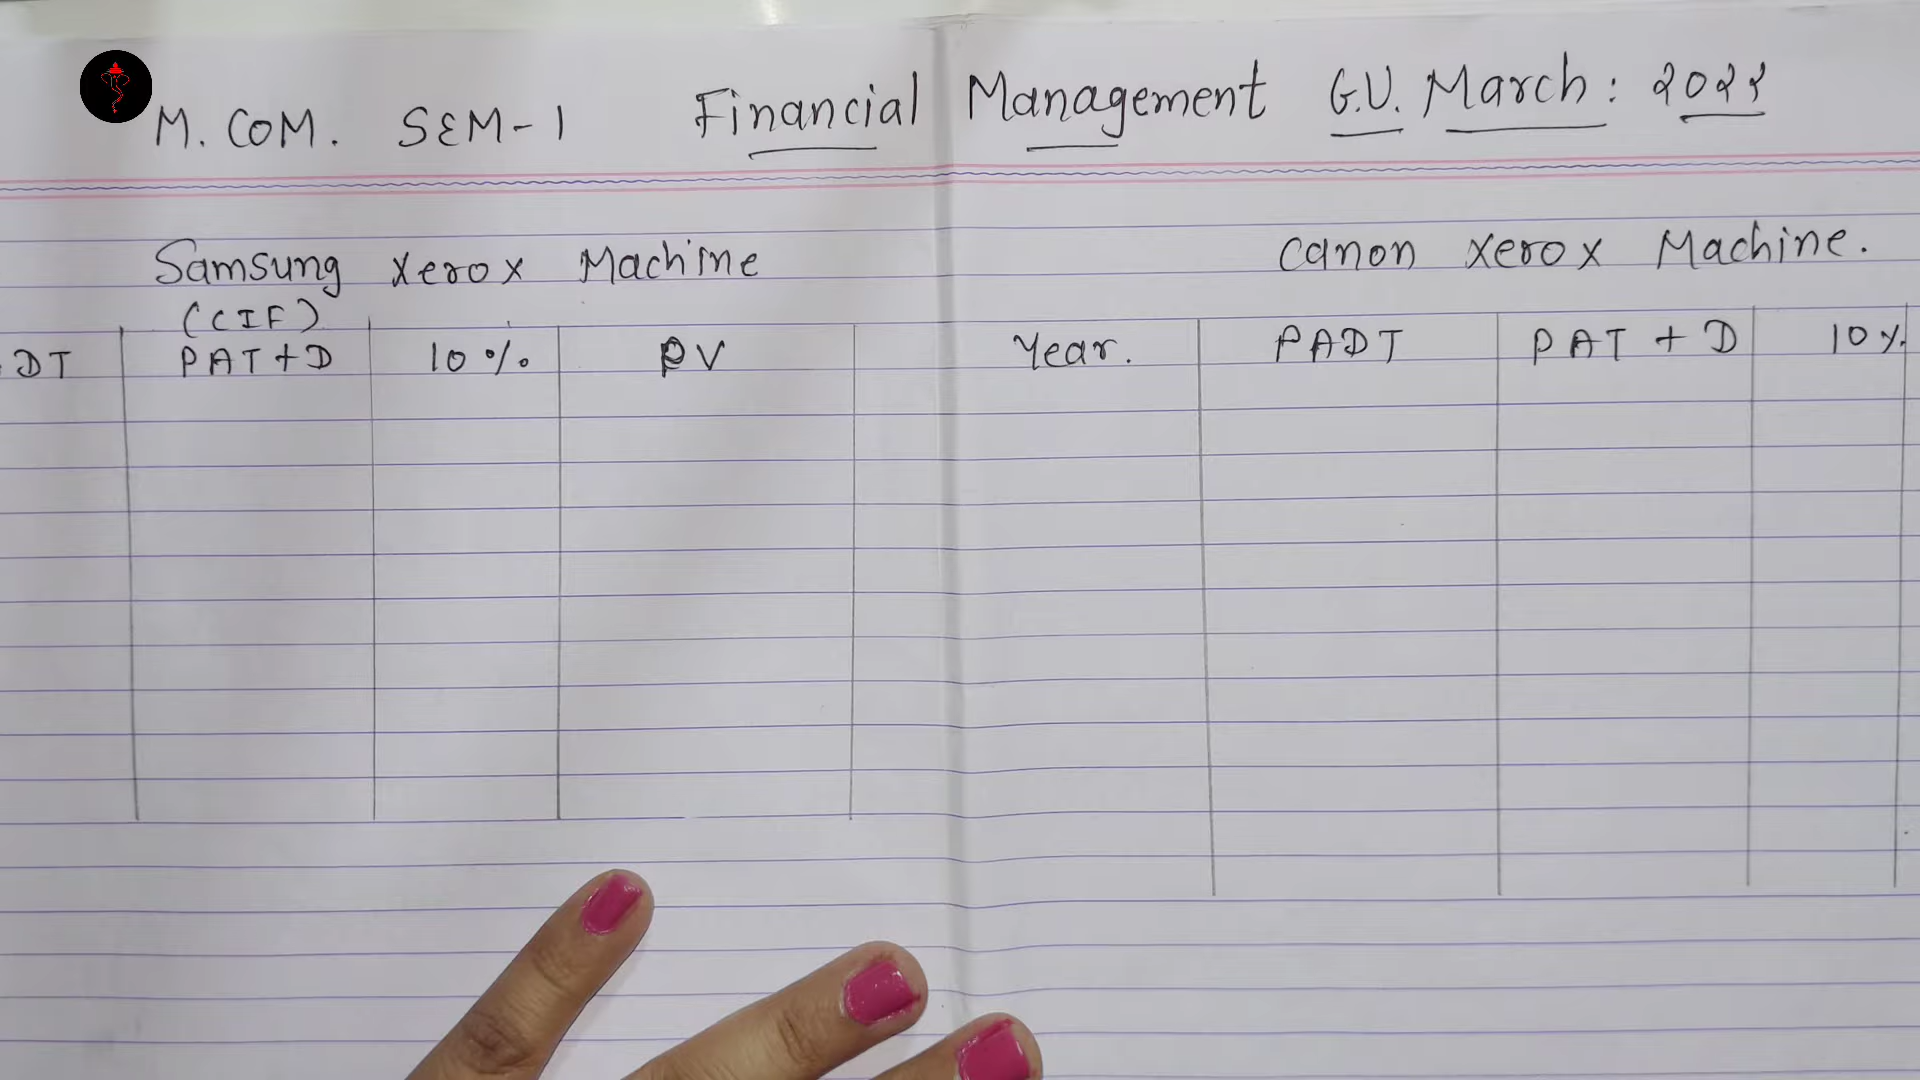 M. COM. SEM-1 Financial Management G.U. March: २०२२
Samsung Xerox Machine
(CIF)
DT PAT+D 10% PV
Canon Xerox Machine.
Year. PADT PAT + D 10%